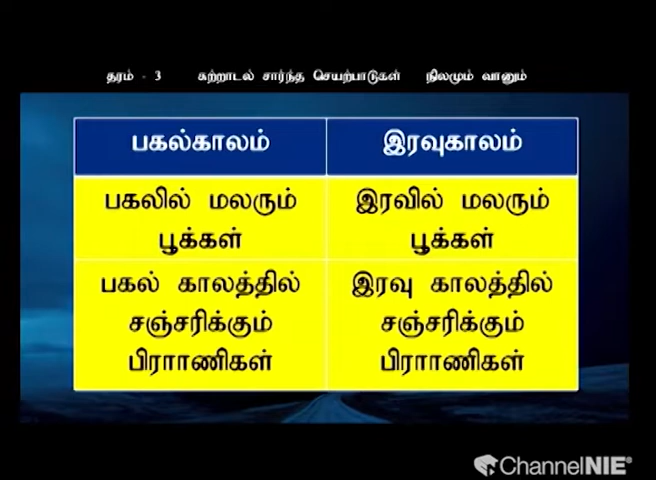 தரம் - 3 சுற்றாடல் சார்ந்த செயற்பாடுகள் நிலமும் வானும்
பகல்காலம் இரவுகாலம்
பகலில் மலரும் பூக்கள்
இரவில் மலரும் பூக்கள்
பகல் காலத்தில் சஞ்சரிக்கும் பிராாணிகள்
இரவு காலத்தில் சஞ்சரிக்கும் பிராாணிகள்
ChannelNIE®